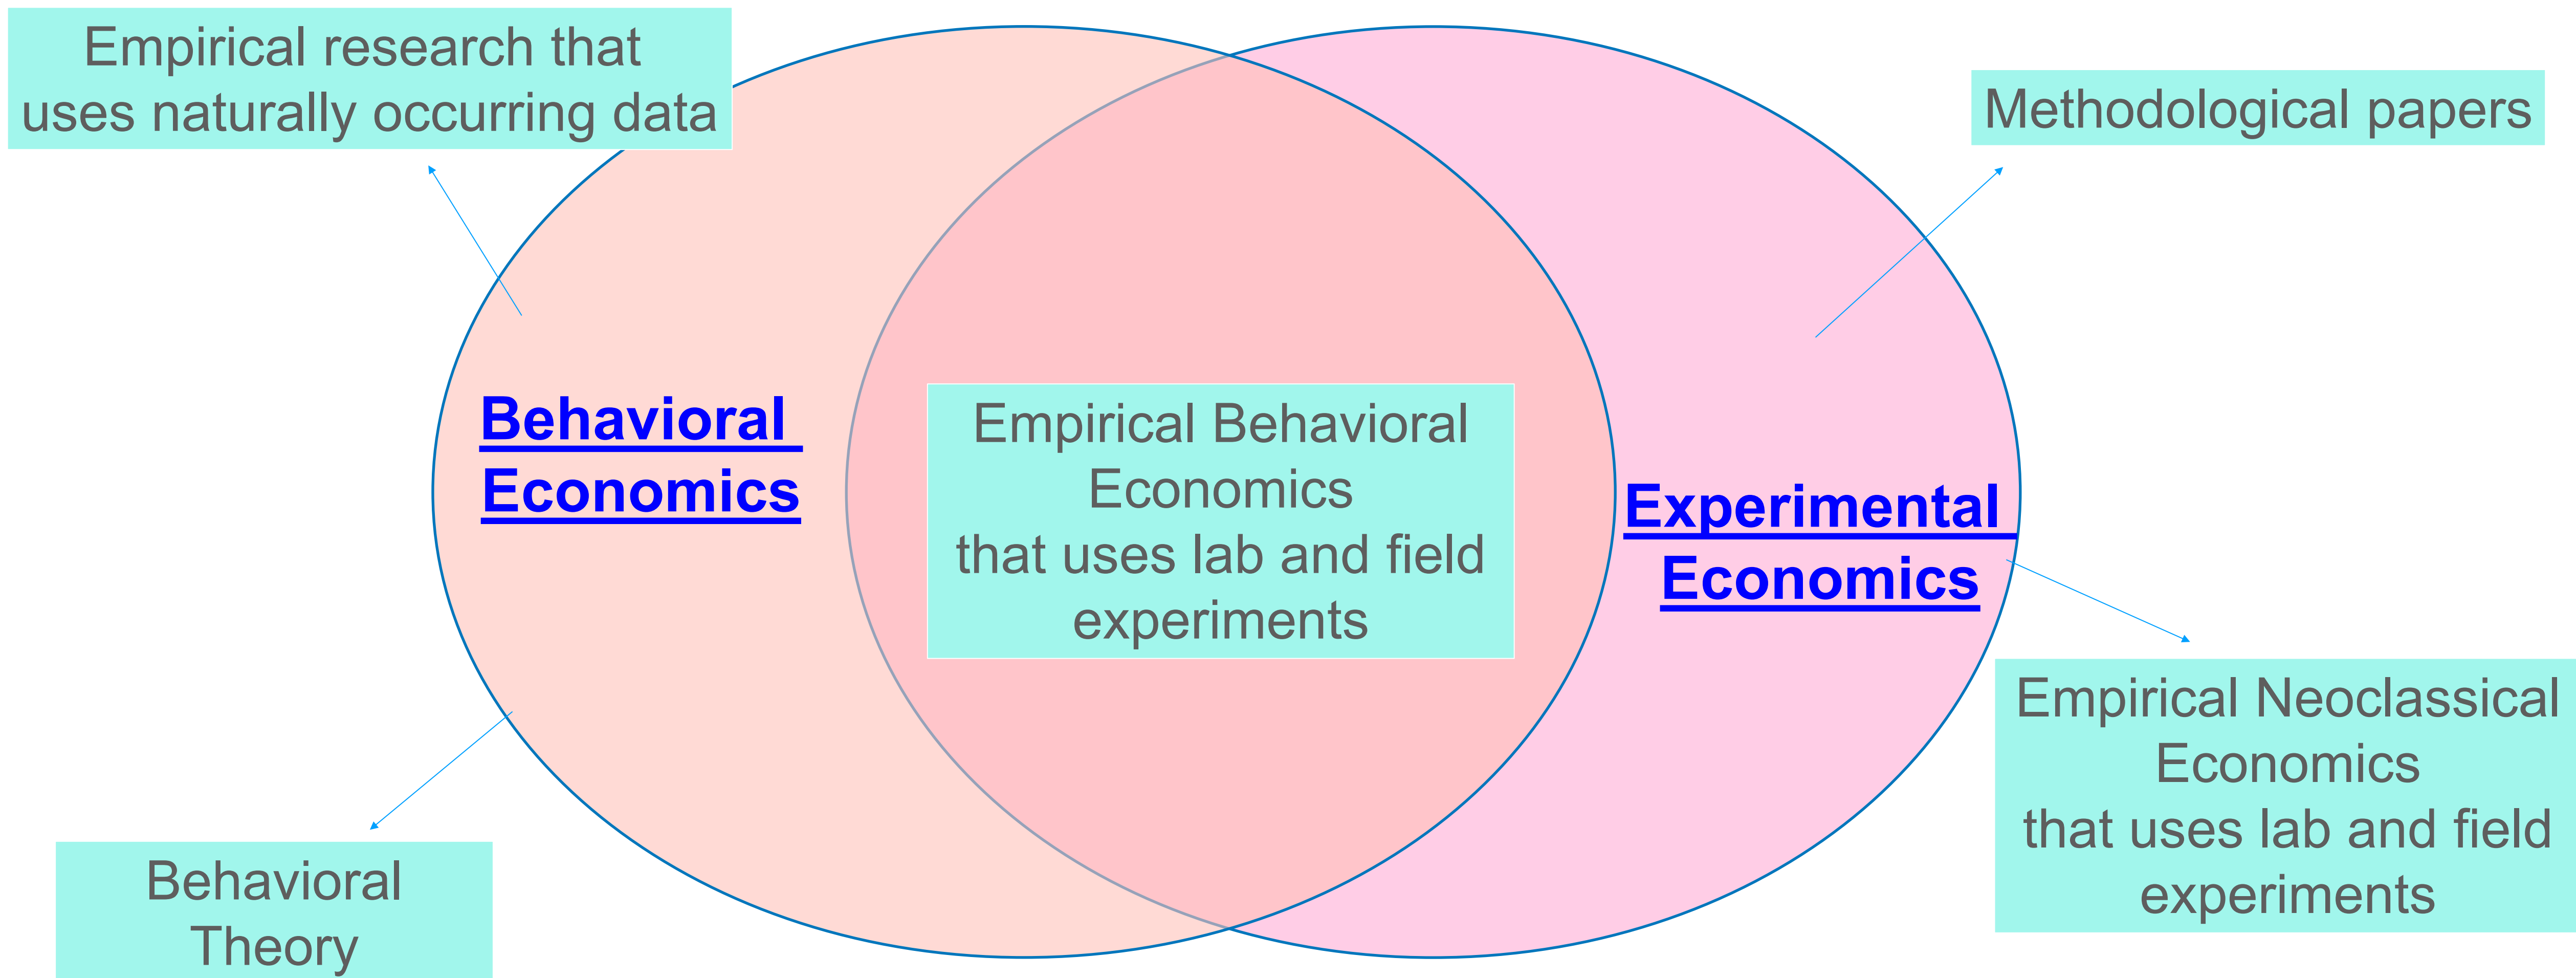 Empirical research that
uses naturally occurring data
Methodological papers
Behavioral
Economics
Empirical Behavioral
Economics
that uses lab and field
experiments
Experimental
Economics
Empirical Neoclassical
Economics
that uses lab and field
experiments
Behavioral
Theory